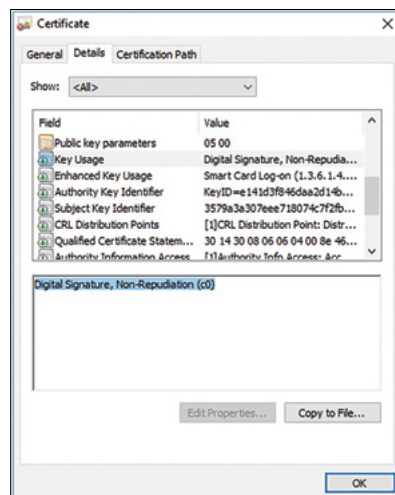 Certificate
General Details Certification Path
Show: <All>
Field Value
Public key parameters 05 00
Key Usage Digital Signature, Non-Repudia...
Enhanced Key Usage Smart Card Log-on (1.3.6.1.4....
Authority Key Identifier KeyID=e141d3f846daa2d14b...
Subject Key Identifier 3579a3a307eee718074c7f2fb...
CRL Distribution Points [1]CRL Distribution Point: Distr...
Qualified Certificate Statem... 30 14 30 08 06 06 04 00 8e 46...
Authority Information Access [1]Authority Info Access: Acc
Digital Signature, Non-Repudiation (c0)
Edit Properties... Copy to File...
OK